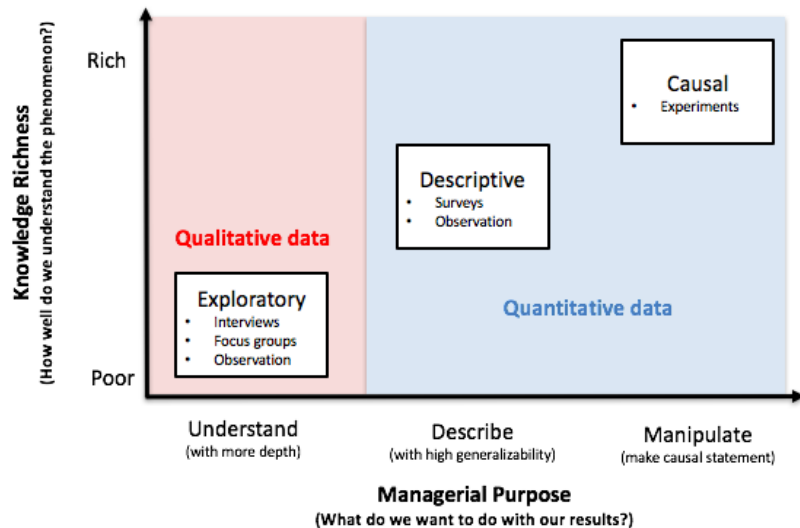 Knowledge Richness
(How well do we understand the phenomenon?)
Rich
Poor
Causal
• Experiments
Descriptive
• Surveys
• Observation
Qualitative data
Exploratory
• Interviews
• Focus groups
• Observation
Quantitative data
Understand
(with more depth)
Describe
(with high generalizability)
Manipulate
(make causal statement)
Managerial Purpose
(What do we want to do with our results?)